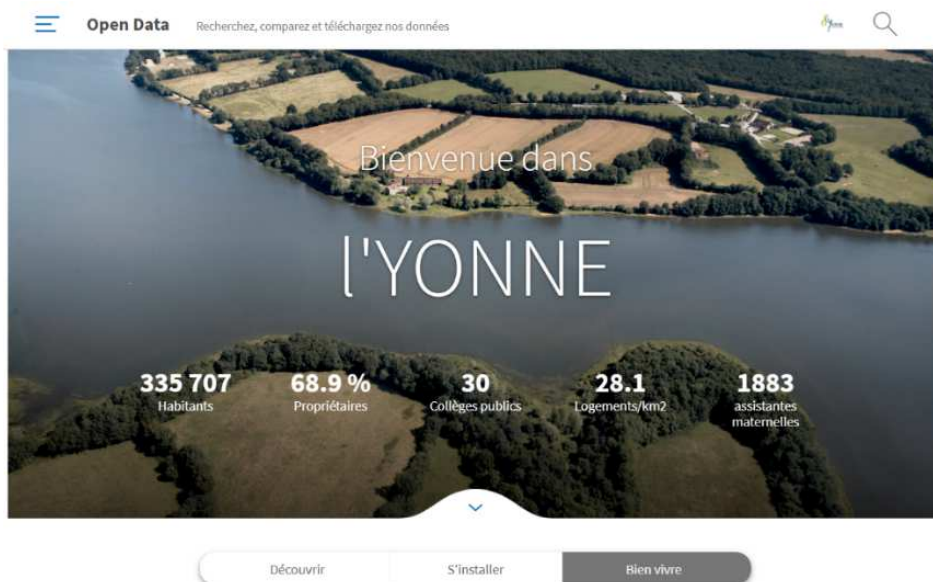 Open Data
Recherchez, comparez et téléchargez nos données
Yonne
Bienvenue dans
l'YONNE
335 707
Habitants
68.9 %
Propriétaires
30
Collèges publics
28.1
Logements/km2
1883
assistantes
maternelles
Découvrir
S'installer
Bien vivre